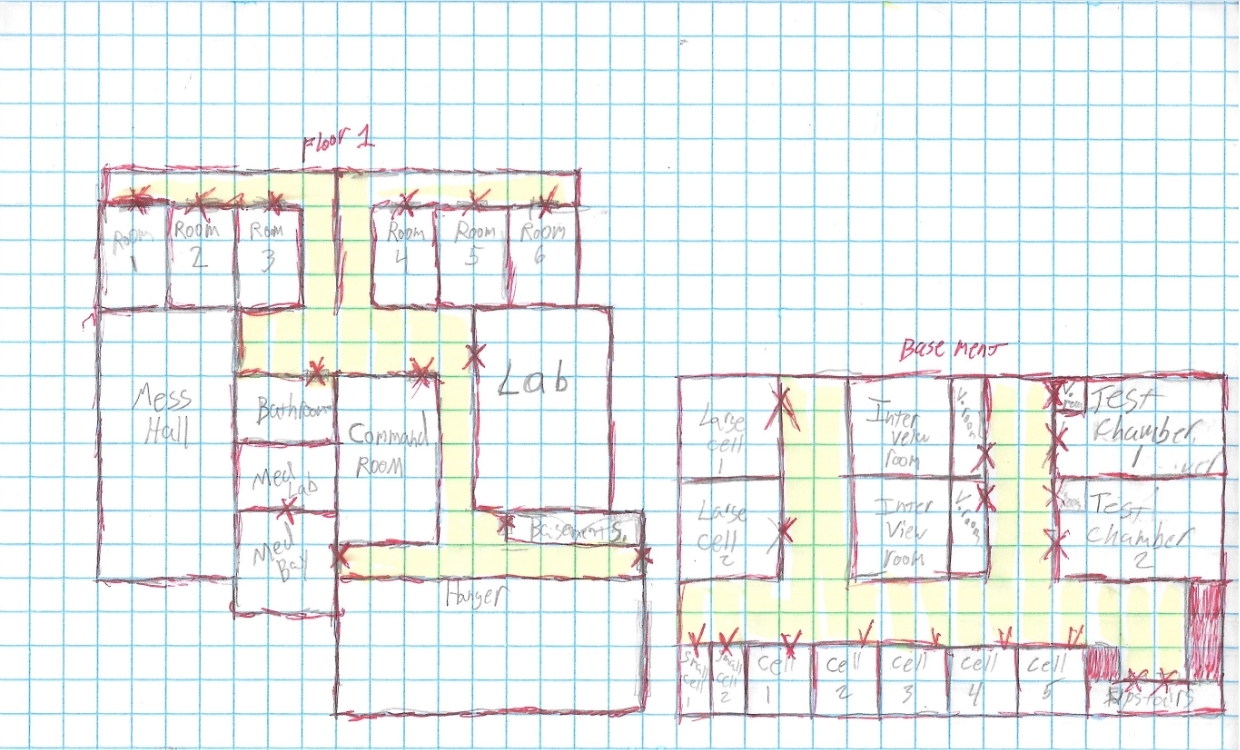 Floor 1
Room
1
Room
2
Room
3
Room
4
Room
5
Room
6
Mess
Hall
Bathroom
Med
Lab
Med
Bay
Command
Room
Lab
Basement S.
Hanger
Basement
Large
cell
1
Large
cell
2
Inter
view
room
V.
room
Inter
View
room
V.
room
V.
room
Test
Chamber
1
Test
Chamber
2
Small
cell
1
Small
cell
2
Cell
1
Cell
2
Cell
3
Cell
4
Cell
5
Upstairs